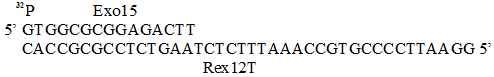 ³²P Exo15
5’ GTGGCGCGGAGACTT
CACCGCGCCTCTGAATCTCTTTAAACCGTGCCCCTTAAGG 5’
Rex12T